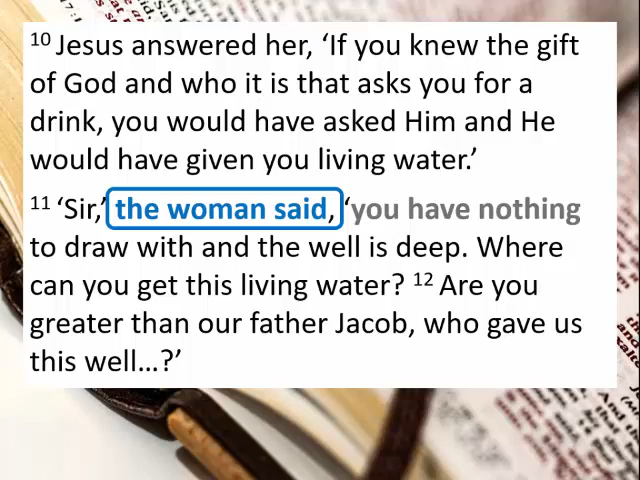 10 Jesus answered her, ‘If you knew the gift
of God and who it is that asks you for a
drink, you would have asked Him and He
would have given you living water.’
11 ‘Sir,’ the woman said, ‘you have nothing
to draw with and the well is deep. Where
can you get this living water? 12 Are you
greater than our father Jacob, who gave us
this well…?’